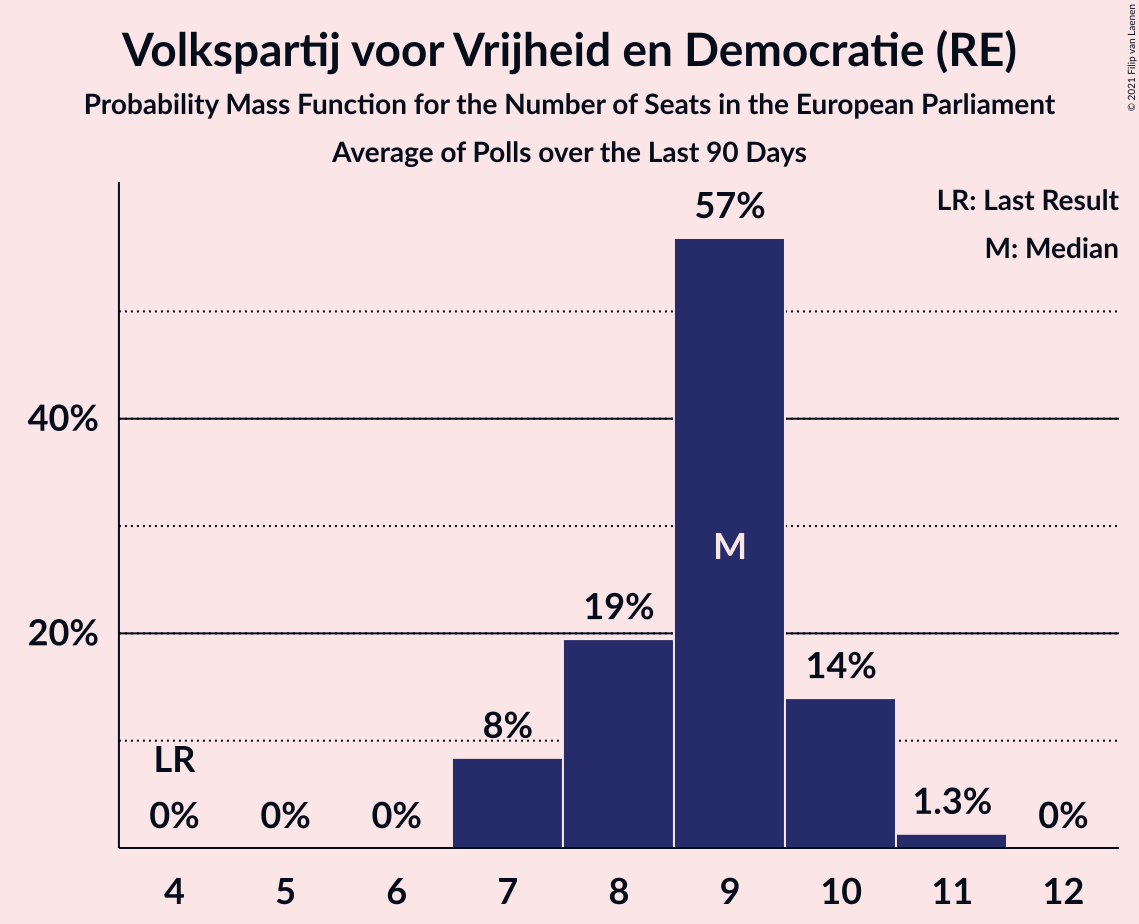 Volkspartij voor Vrijheid en Democratie (RE)
Probability Mass Function for the Number of Seats in the European Parliament
Average of Polls over the Last 90 Days
© 2021 Filip van Laenen
LR: Last Result
M: Median
57%
40%
M
19%
20%
14%
8%
LR
0%
0%
0%
1.3%
0%
4
5
6
7
8
9
10
11
12